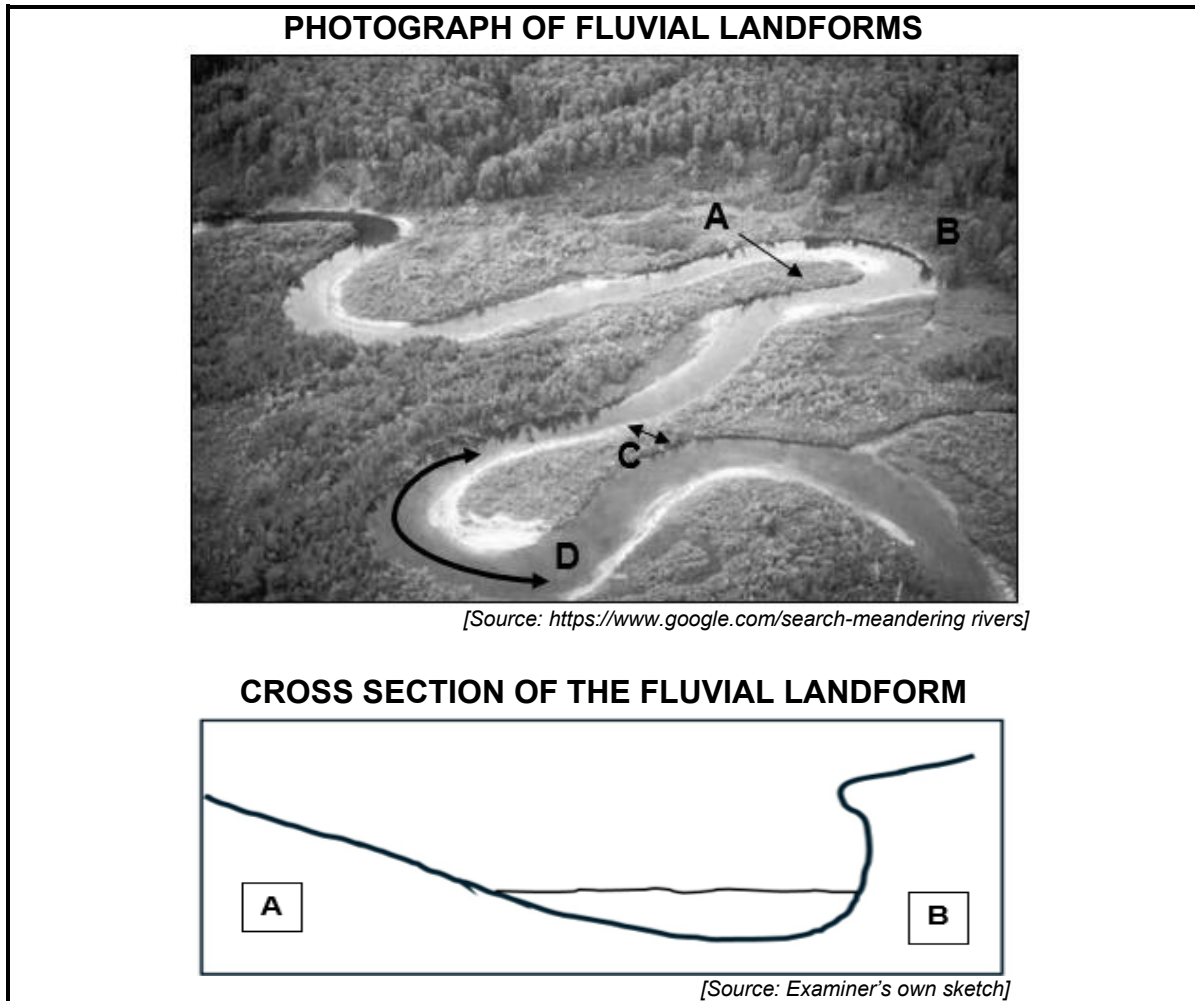 PHOTOGRAPH OF FLUVIAL LANDFORMS
A
B
C
D
[Source: https://www.google.com/search-meandering rivers]
CROSS SECTION OF THE FLUVIAL LANDFORM
A
B
[Source: Examiner's own sketch]